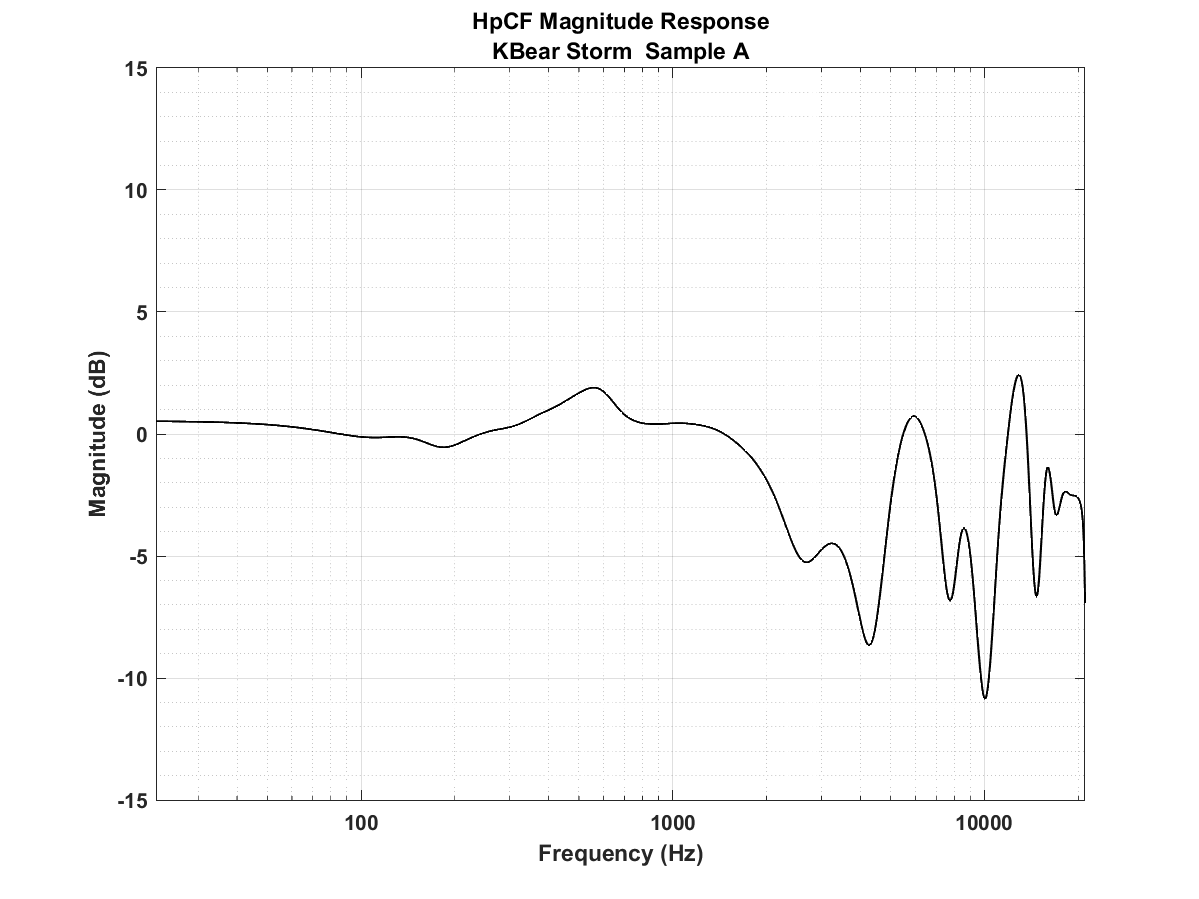 HpCF Magnitude Response
KBear Storm  Sample A
15
10
5
0
-5
-10
-15
Magnitude (dB)
100
1000
10000
Frequency (Hz)